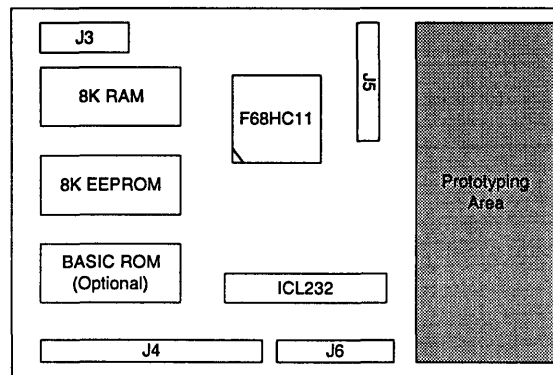 J3
8K RAM
F68HC11
J5
8K EEPROM
Prototyping
Area
BASIC ROM
(Optional)
ICL232
J4
J6